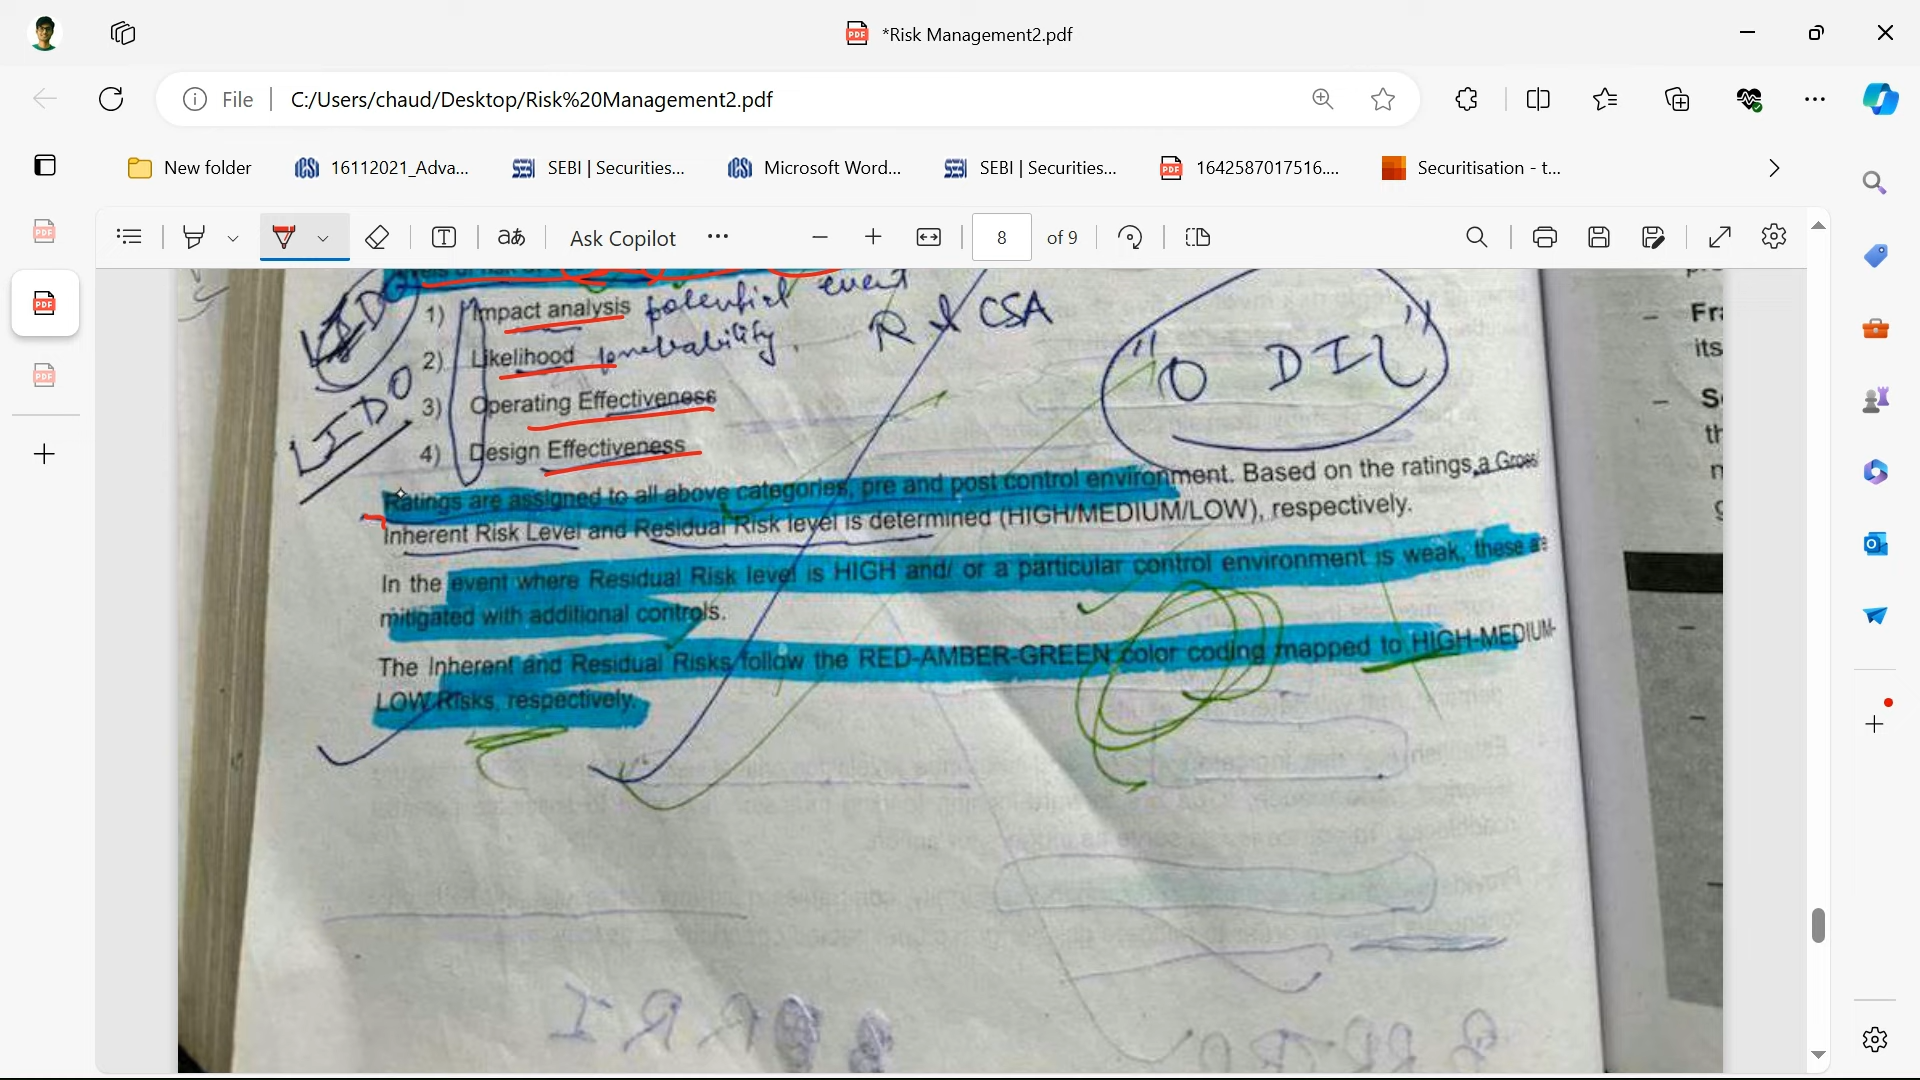 *Risk Management2.pdf
File C:/Users/chaud/Desktop/Risk%20Management2.pdf
New folder 16112021_Adva... SEBI | Securities... Microsoft Word... SEBI | Securities... 1642587017516.... Securitisation - t...
Ask Copilot 8 of 9
1) Impact analysis potential event
R & CSA
2) Likelihood
"O DIL"
LIDO
3) Operating Effectiveness
4) Design Effectiveness
Ratings are assigned to all above categories, pre and post control environment. Based on the ratings, a Gross
Inherent Risk Level and Residual Risk level is determined (HIGH/MEDIUM/LOW), respectively.
In the event where Residual Risk level is HIGH and/ or a particular control environment is weak, these are
mitigated with additional controls.
The Inherent and Residual Risks follow the RED-AMBER-GREEN color coding mapped to HIGH-MEDIUM-
LOW Risks, respectively.
its